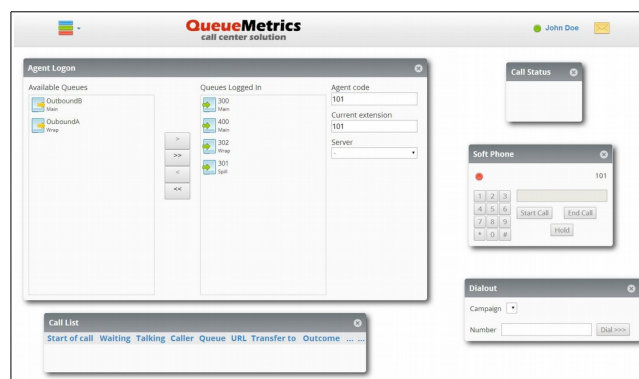 QueueMetrics
call center solution
John Doe
Agent Logon
Available Queues
OutboundB
Main
OuboundA
Wrap
>
>>
<
<<
Queues Logged In
300
Main
400
Main
302
Wrap
301
Spill
Agent code
101
Current extension
101
Server
-
Call Status
Soft Phone
101
1 2 3
4 5 6
7 8 9
* 0 #
Start Call End Call
Hold
Dialout
Campaign
Number Dial >>>
Call List
Start of call Waiting Talking Caller Queue URL Transfer to Outcome ... ...